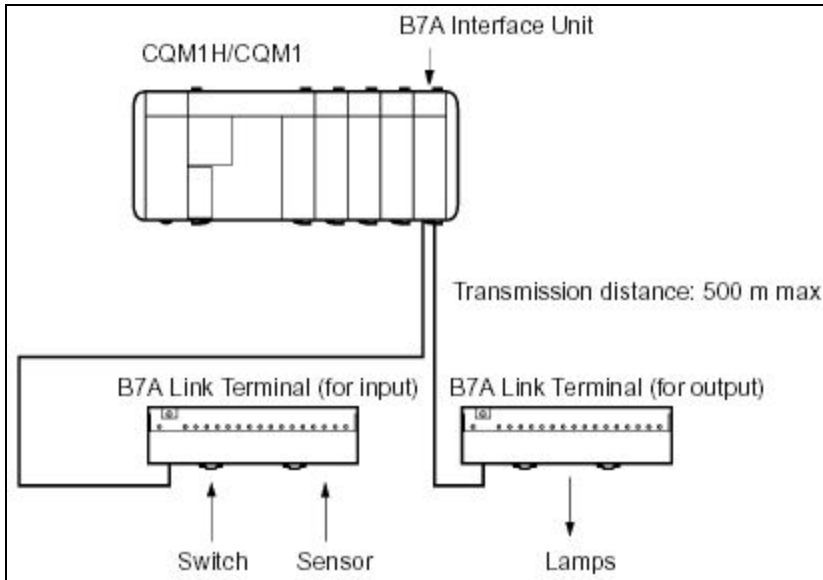 B7A Interface Unit
CQM1H/CQM1
Transmission distance: 500 m max
B7A Link Terminal (for input)
B7A Link Terminal (for output)
Switch
Sensor
Lamps